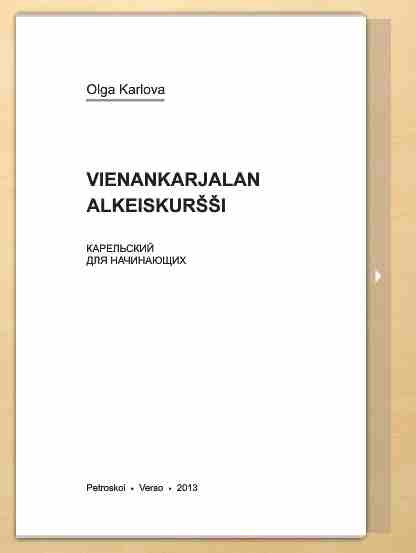 Olga Karlova
VIENANKARJALAN
ALKEISKURŠŠI
КАРЕЛЬСКИЙ
ДЛЯ НАЧИНАЮЩИХ
Petroskoi • Verso • 2013